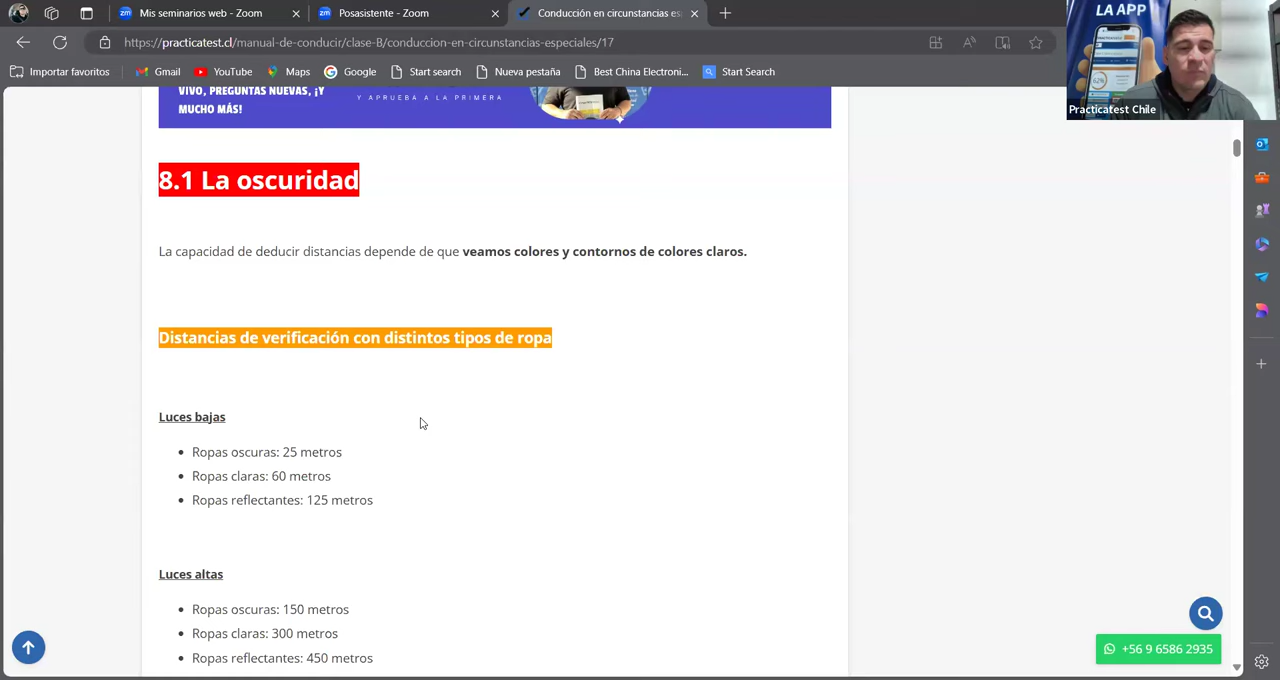 Mis seminarios web - Zoom
Posasistente - Zoom
Conducción en circunstancias es
https://practicatest.cl/manual-de-conducir/clase-B/conduccion-en-circunstancias-especiales/17
Importar favoritos
Gmail
YouTube
Maps
Google
Start search
Nueva pestaña
Best China Electroni...
Start Search
LA APP
Practicatest Chile
VIVO, PREGUNTAS NUEVAS, ¡Y
MUCHO MÁS!
Y APRUEBA A LA PRIMERA
8.1 La oscuridad
La capacidad de deducir distancias depende de que veamos colores y contornos de colores claros.
Distancias de verificación con distintos tipos de ropa
Luces bajas
Ropas oscuras: 25 metros
Ropas claras: 60 metros
Ropas reflectantes: 125 metros
Luces altas
Ropas oscuras: 150 metros
Ropas claras: 300 metros
Ropas reflectantes: 450 metros
+56 9 6586 2935